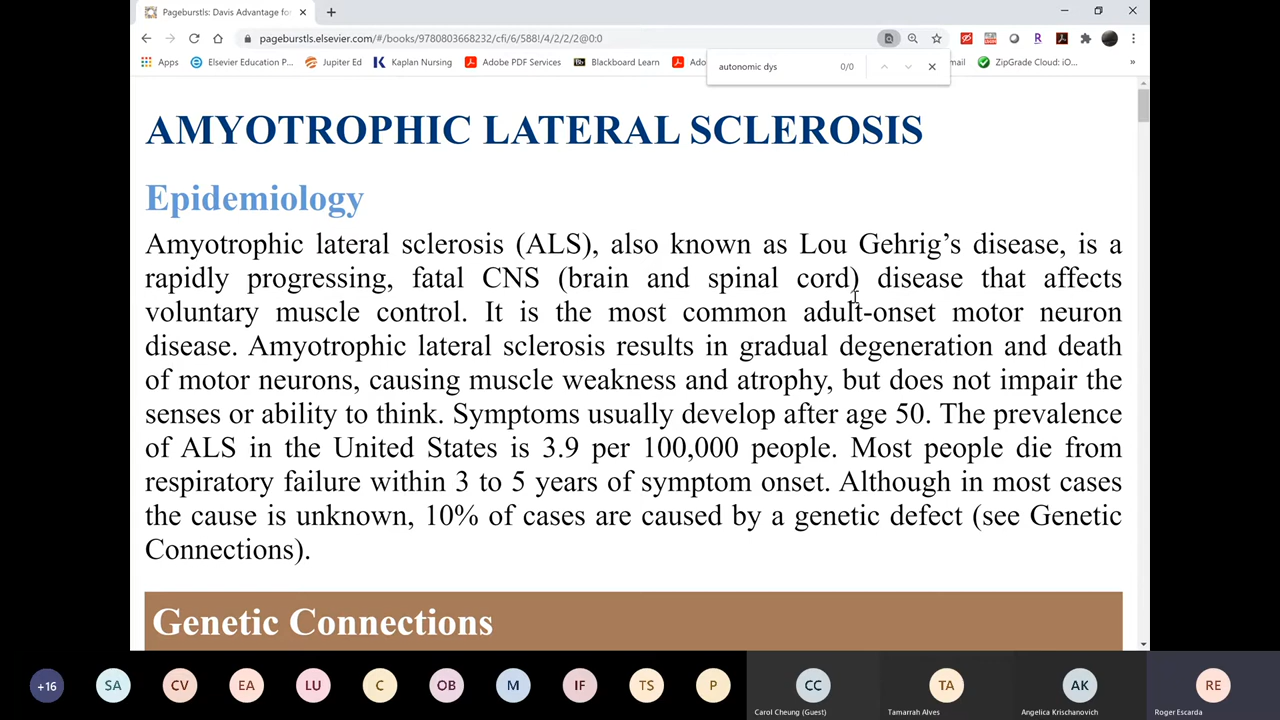 Pageburstls: Davis Advantage for
pageburstls.elsevier.com/#/books/9780803668232/cfi/6/588!/4/2/2/2@0:0
Apps
Elsevier Education P...
Jupiter Ed
Kaplan Nursing
Adobe PDF Services
Blackboard Learn
Ado
mail
ZipGrade Cloud: iO...
»
autonomic dys 0/0
AMYOTROPHIC LATERAL SCLEROSIS
Epidemiology
Amyotrophic lateral sclerosis (ALS), also known as Lou Gehrig's disease, is a
rapidly progressing, fatal CNS (brain and spinal cord) disease that affects
voluntary muscle control. It is the most common adult-onset motor neuron
disease. Amyotrophic lateral sclerosis results in gradual degeneration and death
of motor neurons, causing muscle weakness and atrophy, but does not impair the
senses or ability to think. Symptoms usually develop after age 50. The prevalence
of ALS in the United States is 3.9 per 100,000 people. Most people die from
respiratory failure within 3 to 5 years of symptom onset. Although in most cases
the cause is unknown, 10% of cases are caused by a genetic defect (see Genetic
Connections).
Genetic Connections
+16
SA
CV
EA
LU
C
OB
M
IF
TS
P
CC
TA
AK
RE
Carol Cheung (Guest)
Tamarrah Alves
Angelica Krischanovich
Roger Escarda